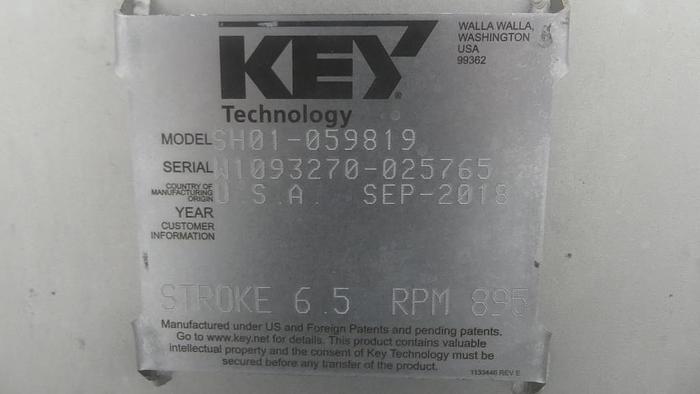 KEY
Technology
WALLA WALLA,
WASHINGTON
USA
99362
MODEL SH01-059819
SERIAL W1093270-025765
COUNTRY OF
MANUFACTURING
ORIGIN
U.S.A. SEP-2018
YEAR
CUSTOMER
INFORMATION
STROKE 6.5 RPM 895
Manufactured under US and Foreign Patents and pending patents.
Go to www.key.net for details. This product contains valuable
intellectual property and the consent of Key Technology must be
secured before any transfer of the product.
1133446 REV E